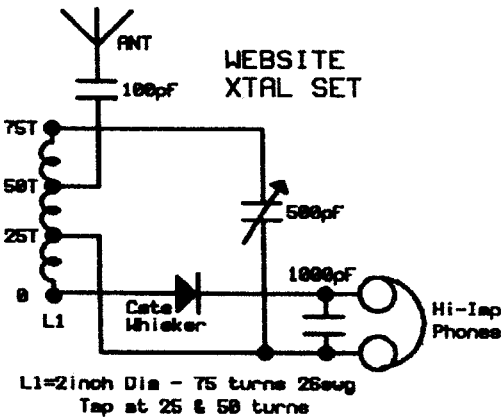 ANT
WEBSITE
XTAL SET
100pF
75T
50T
500pF
25T
1000pF
0
L1
Cats
Whisker
Hi-Imp
Phones
L1=2inch Dia - 75 turns 26swg
Tap at 25 & 50 turns